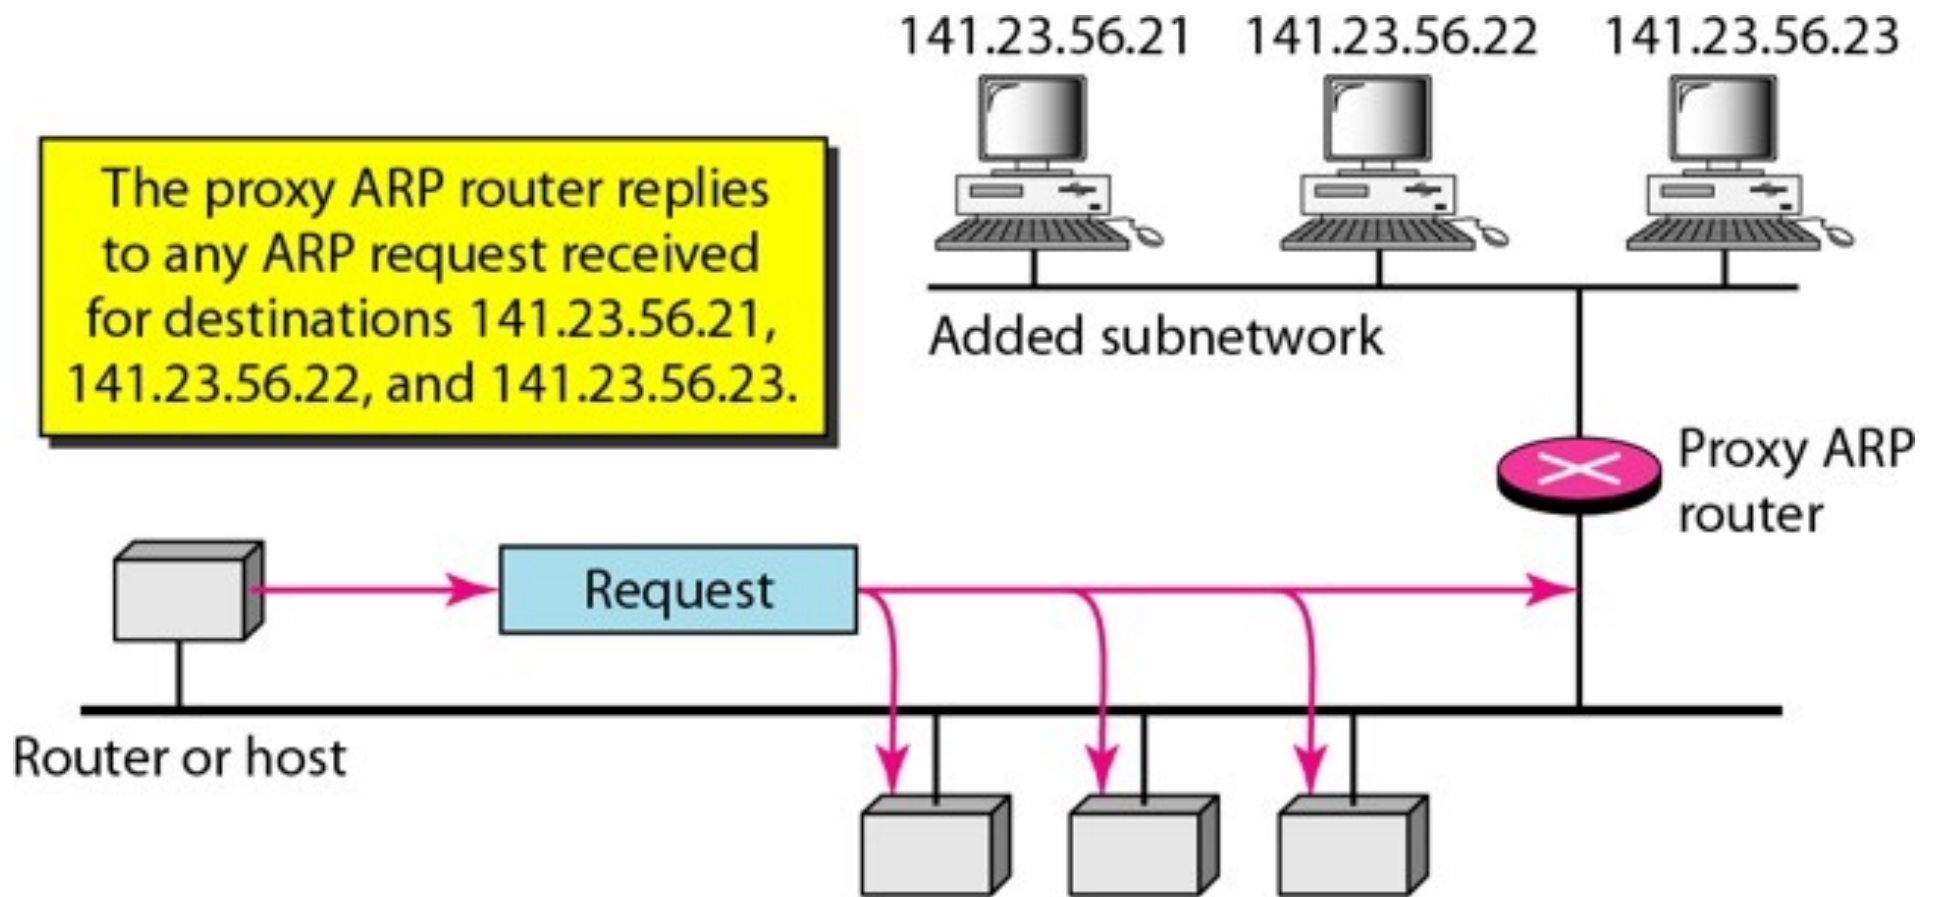 141.23.56.21 141.23.56.22 141.23.56.23
The proxy ARP router replies
to any ARP request received
for destinations 141.23.56.21,
141.23.56.22, and 141.23.56.23.
Added subnetwork
Proxy ARP
router
Request
Router or host